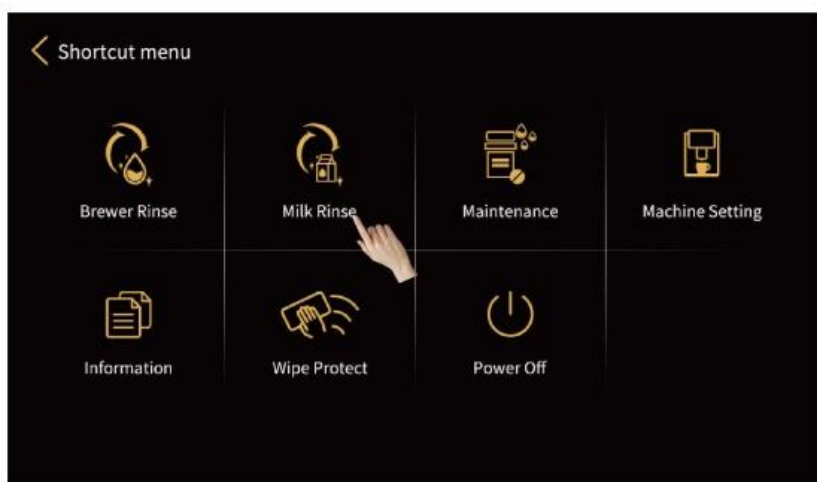 Shortcut menu
Brewer Rinse
Milk Rinse
Maintenance
Machine Setting
Information
Wipe Protect
Power Off